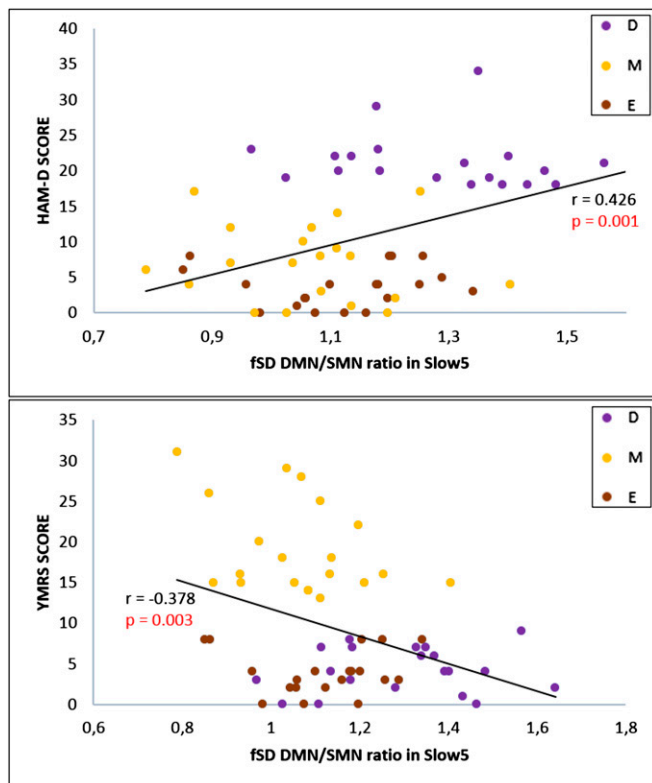 40
35
30
25
20
15
10
5
0
HAM-D SCORE
D
M
E
r = 0.426
p = 0.001
0,7
0,9
1,1
1,3
1,5
fSD DMN/SMN ratio in Slow5
35
30
25
20
15
10
5
0
YMRS SCORE
D
M
E
r = -0.378
p = 0.003
0,6
0,8
1
1,2
1,4
1,6
1,8
fSD DMN/SMN ratio in Slow5